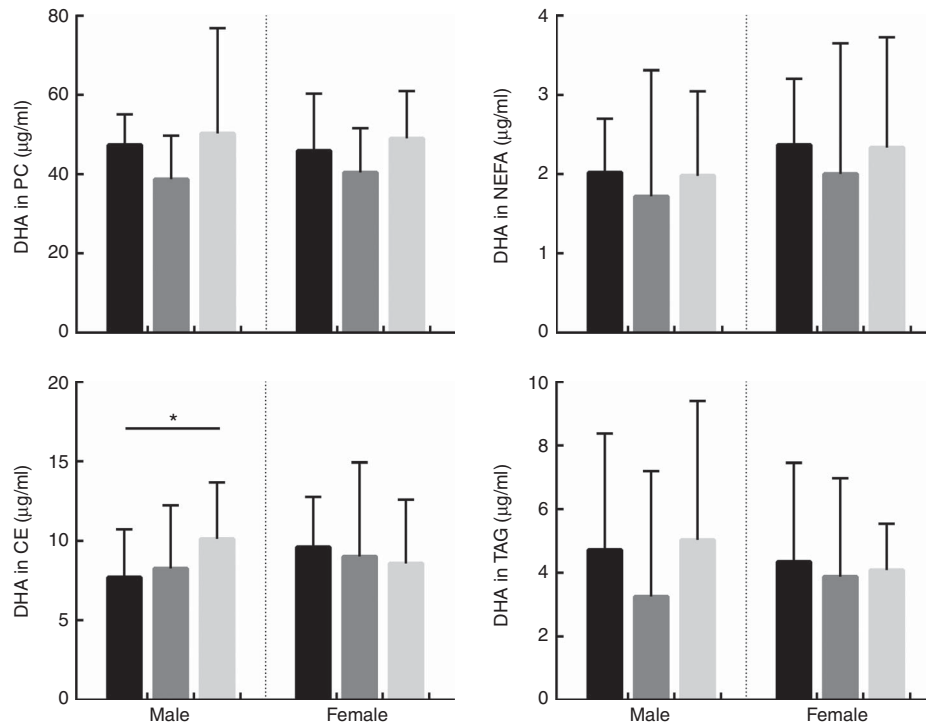 80
60
40
20
0
DHA in PC (µg/ml)
4
3
2
1
0
DHA in NEFA (µg/ml)
20
15
10
5
0
DHA in CE (µg/ml)
*
Male
Female
10
8
6
4
2
0
DHA in TAG (µg/ml)
Male
Female